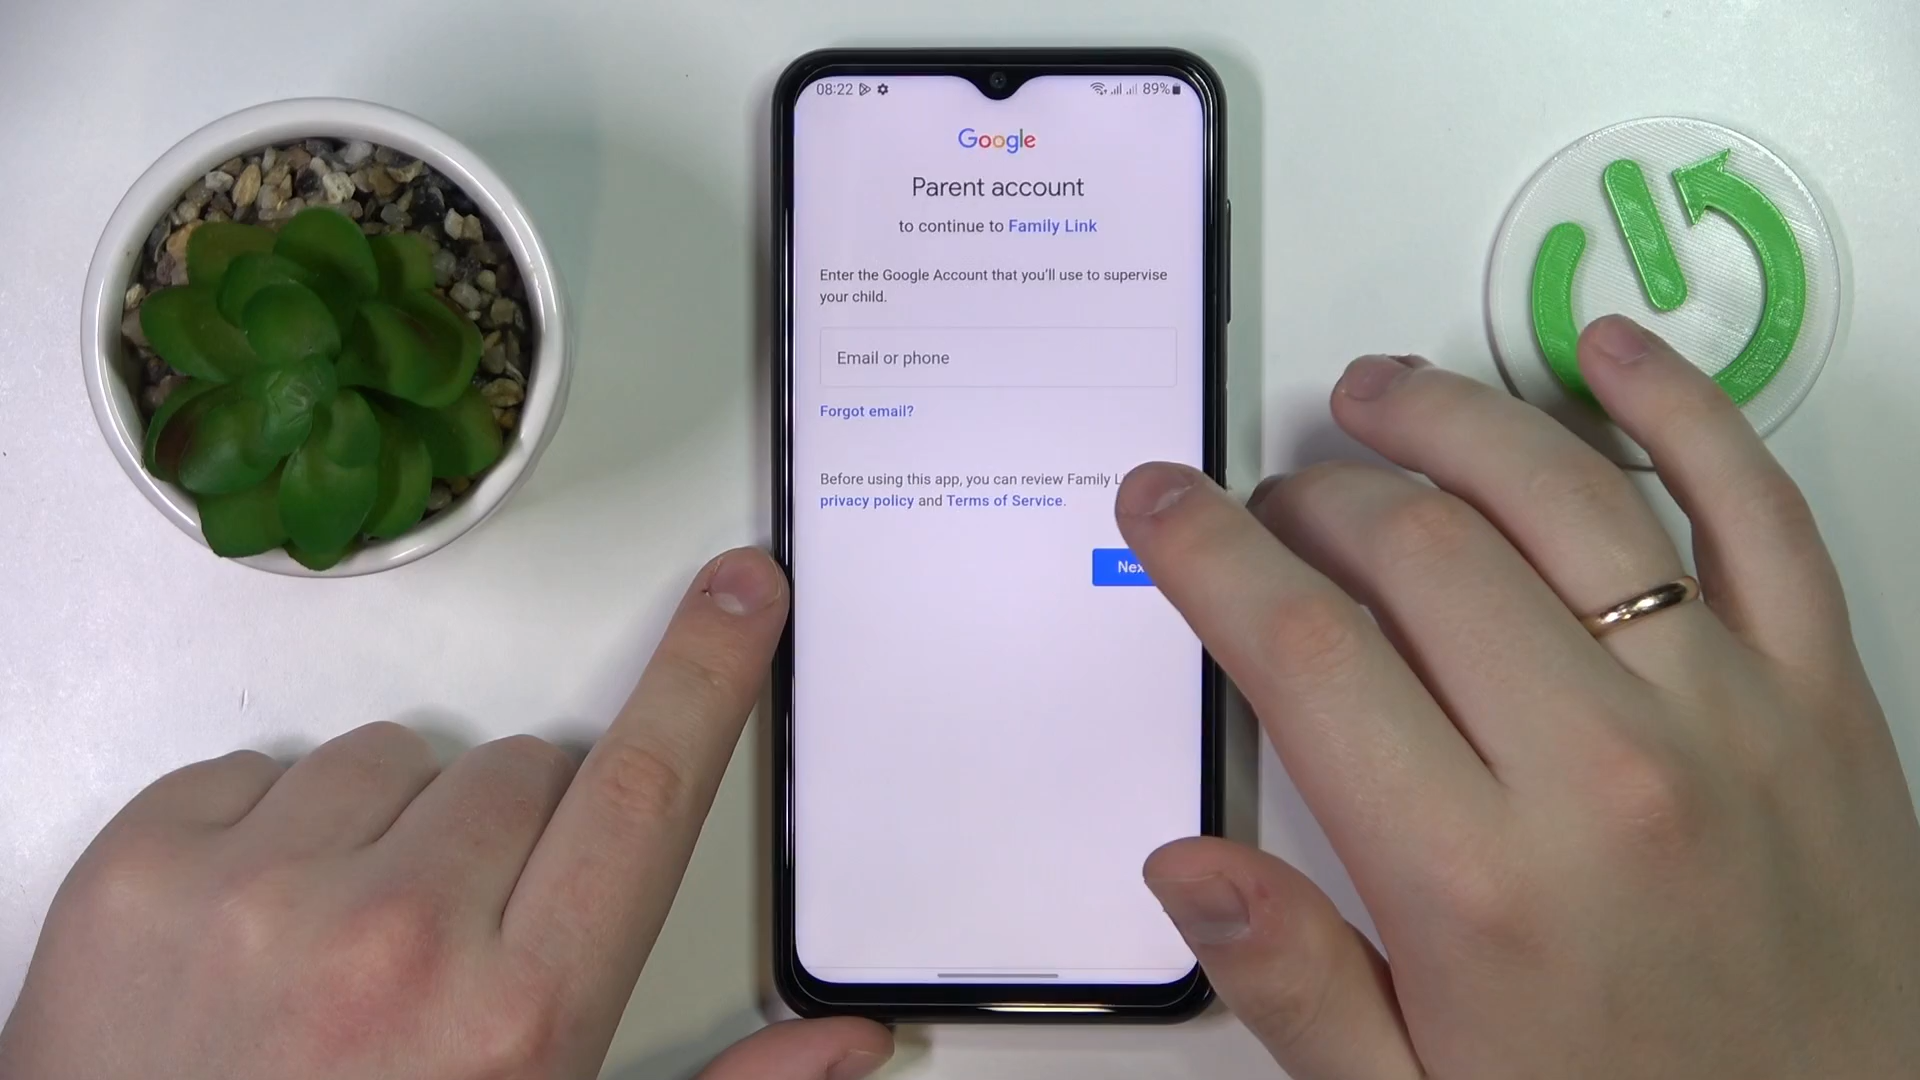 08:22 89%
Google
Parent account
to continue to Family Link
Enter the Google Account that you'll use to supervise
your child.
Email or phone
Forgot email?
Before using this app, you can review Family
privacy policy and Terms of Service.